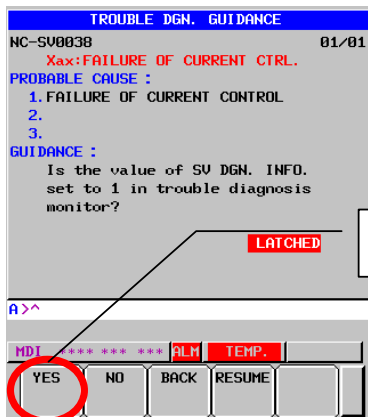 TROUBLE DGN. GUIDANCE
NC-SV0038 01/01
Xax:FAILURE OF CURRENT CTRL.
PROBABLE CAUSE :
1.FAILURE OF CURRENT CONTROL
2.
3.
GUIDANCE :
Is the value of SV DGN. INFO.
set to 1 in trouble diagnosis
monitor?
LATCHED
A>^
MDI **** *** *** ALM TEMP.
YES NO BACK RESUME